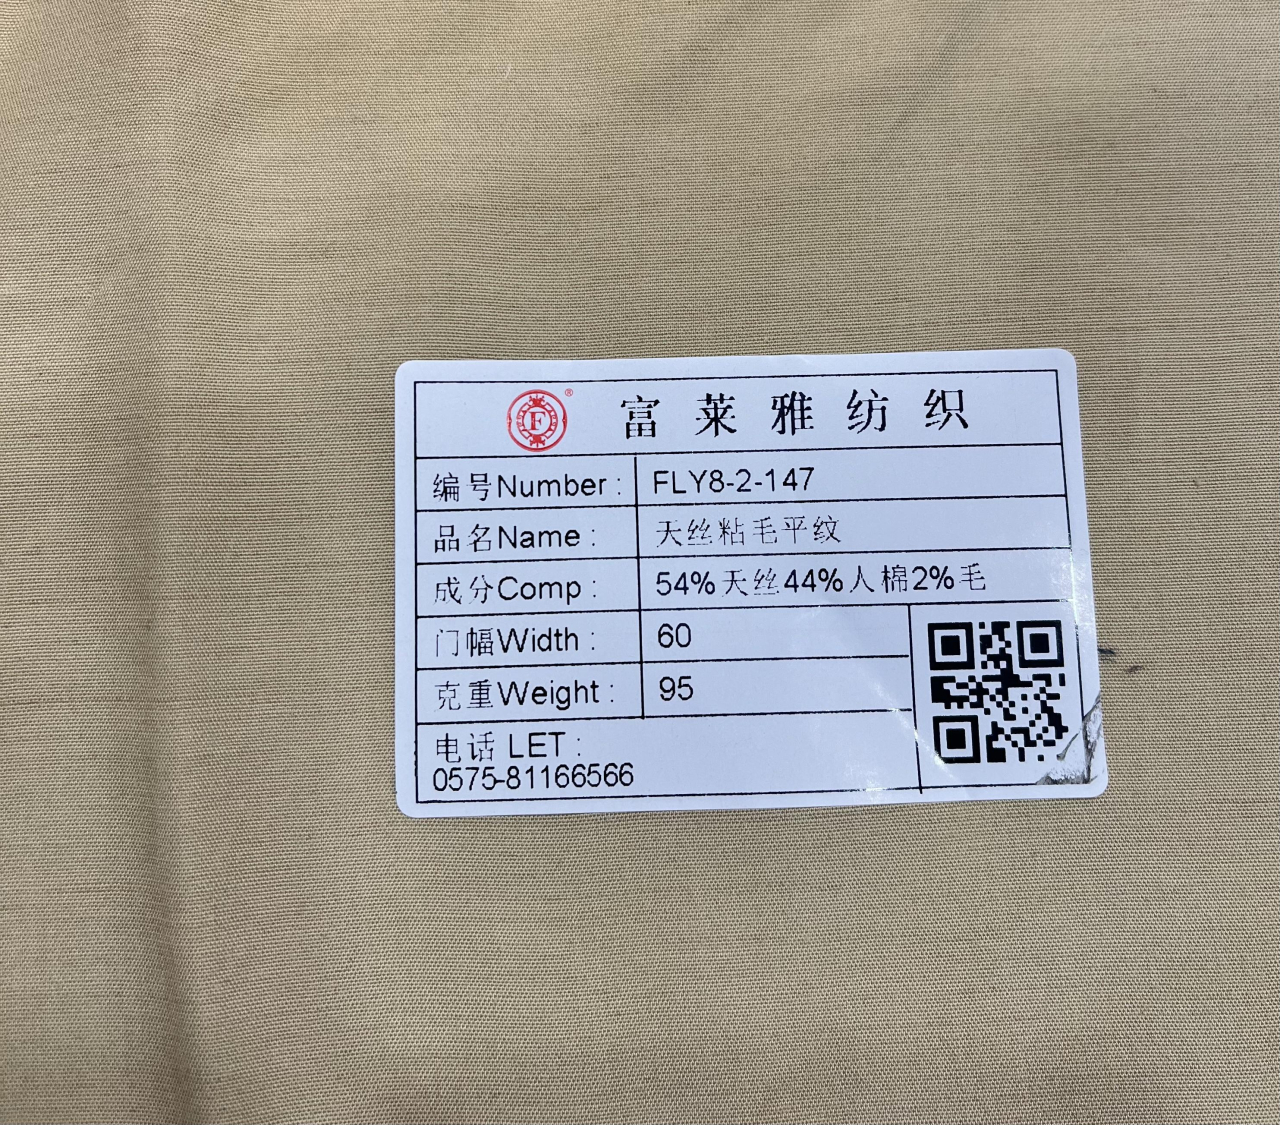 F ®
富莱雅纺织
编号Number: FLY8-2-147
品名Name: 天丝粘毛平纹
成分Comp: 54%天丝44%人棉2%毛
门幅Width: 60
克重Weight: 95
电话 LET:
0575-81166566